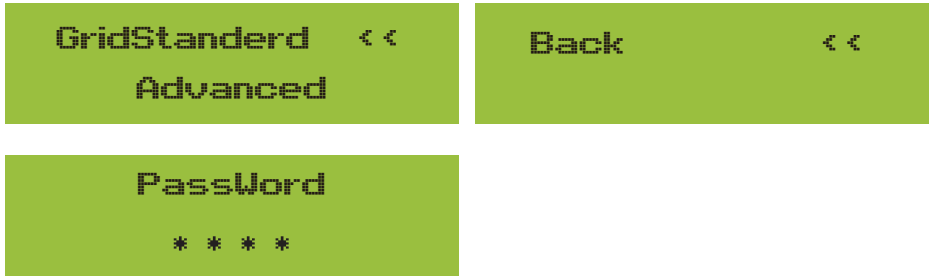 GridStanderd <<
Advanced
Back <<
PassWord
* * * *